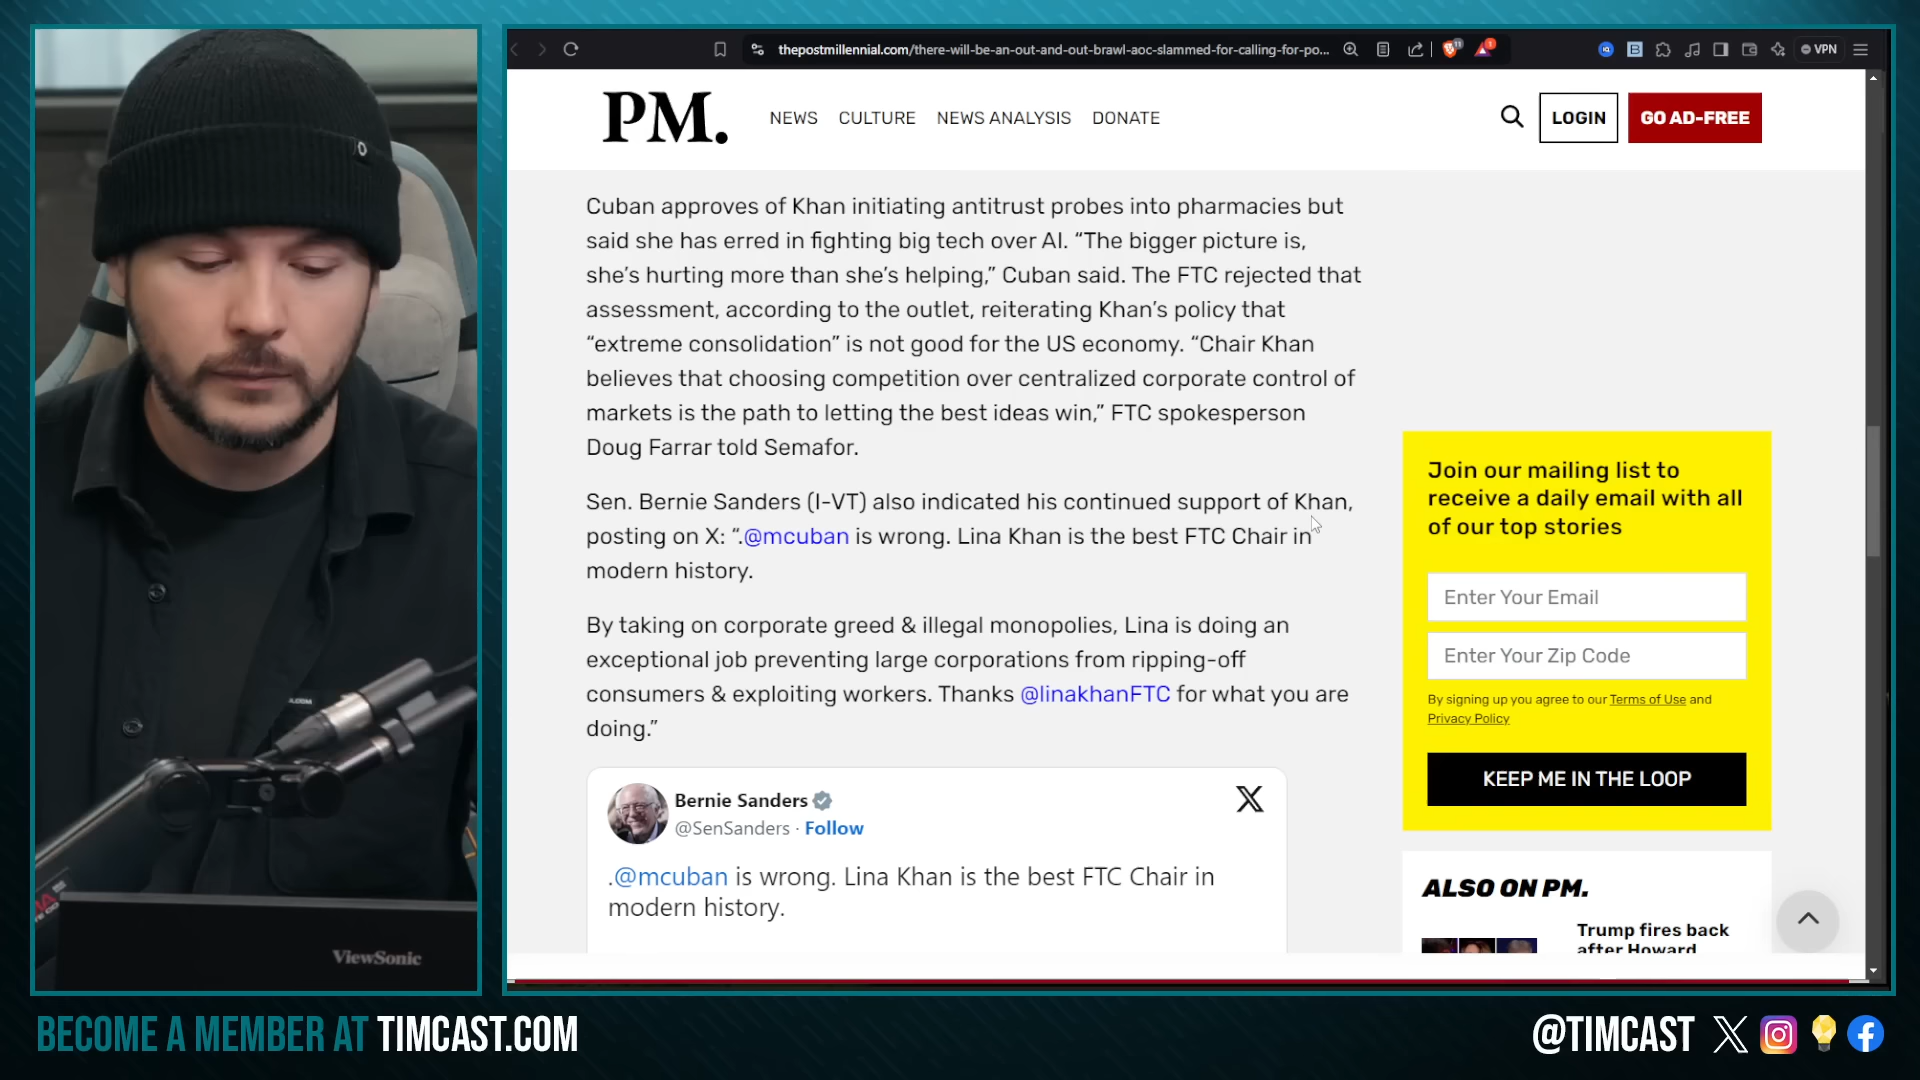 thepostmillennial.com/there-will-be-an-out-and-out-brawl-aoc-slammed-for-calling-for-po...
VPN
PM.
NEWS CULTURE NEWS ANALYSIS DONATE
LOGIN
GO AD-FREE
Cuban approves of Khan initiating antitrust probes into pharmacies but
said she has erred in fighting big tech over AI. “The bigger picture is,
she’s hurting more than she’s helping,” Cuban said. The FTC rejected that
assessment, according to the outlet, reiterating Khan’s policy that
“extreme consolidation” is not good for the US economy. “Chair Khan
believes that choosing competition over centralized corporate control of
markets is the path to letting the best ideas win,” FTC spokesperson
Doug Farrar told Semafor.
Sen. Bernie Sanders (I-VT) also indicated his continued support of Khan,
posting on X: “.@mcuban is wrong. Lina Khan is the best FTC Chair in
modern history.
By taking on corporate greed & illegal monopolies, Lina is doing an
exceptional job preventing large corporations from ripping-off
consumers & exploiting workers. Thanks @linakhanFTC for what you are
doing.”
Bernie Sanders
@SenSanders · Follow
.@mcuban is wrong. Lina Khan is the best FTC Chair in
modern history.
Join our mailing list to
receive a daily email with all
of our top stories
Enter Your Email
Enter Your Zip Code
By signing up you agree to our Terms of Use and
Privacy Policy
KEEP ME IN THE LOOP
ALSO ON PM.
Trump fires back
after Howard
ViewSonic
BECOME A MEMBER AT TIMCAST.COM
@TIMCAST